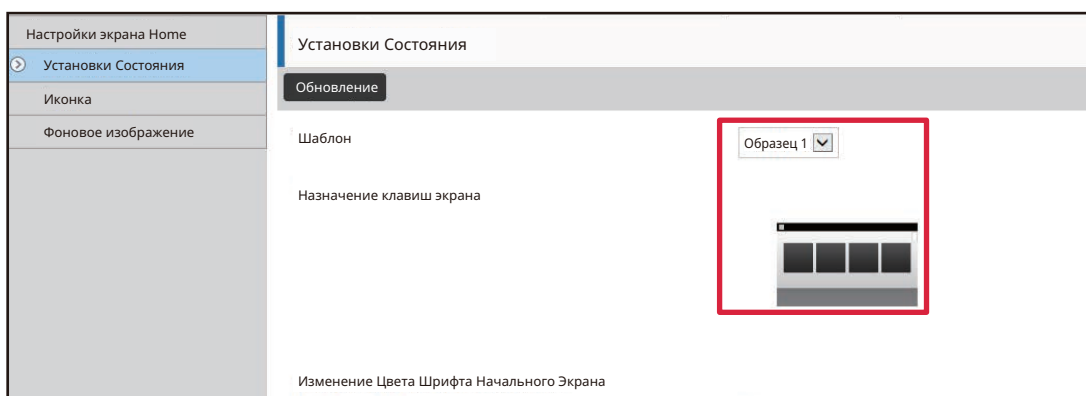 Настройки экрана Home
Установки Состояния
Иконка
Фоновое изображение
Установки Состояния
Обновление
Шаблон
Образец 1
Назначение клавиш экрана
Изменение Цвета Шрифта Начального Экрана